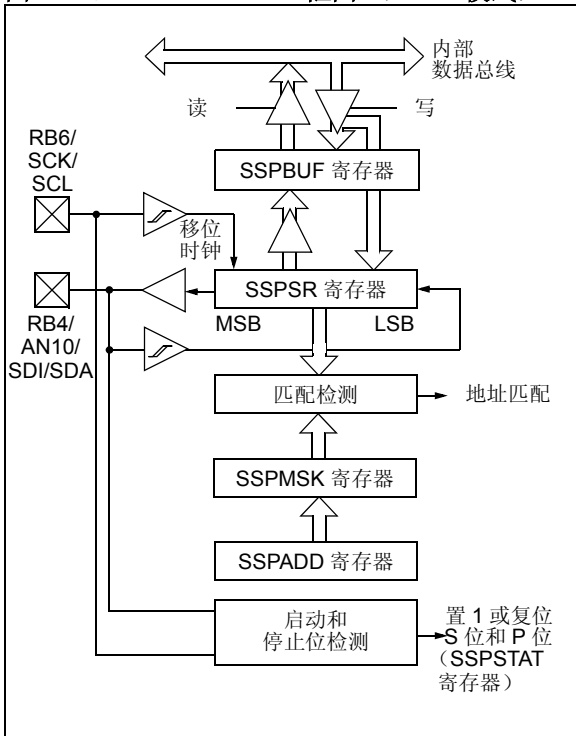 内部
数据总线
读
写
RB6/
SCK/
SCL
SSPBUF 寄存器
移位
时钟
SSPSR 寄存器
MSB
LSB
RB4/
AN10/
SDI/SDA
匹配检测
地址匹配
SSPMSK 寄存器
SSPADD 寄存器
启动和
停止位检测
置 1 或复位
S 位和 P 位
（SSPSTAT
寄存器）